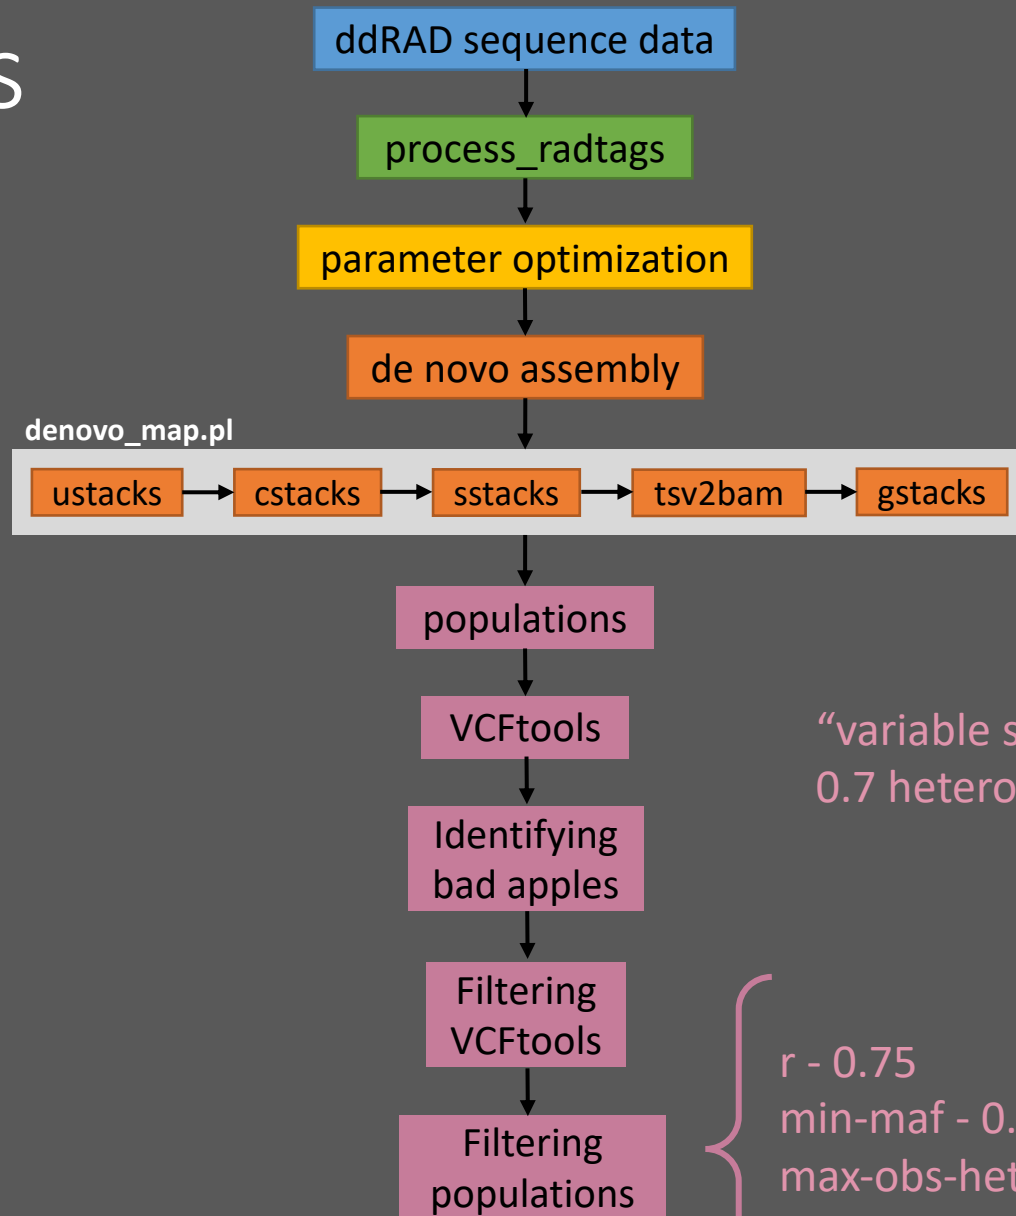 S
ddRAD sequence data
process_radtags
parameter optimization
de novo assembly
denovo_map.pl
ustacks
cstacks
sstacks
tsv2bam
gstacks
populations
VCFtools
"variable s
0.7 hetero
Identifying
bad apples
Filtering
VCFtools
r - 0.75
min-maf - 0.
max-obs-het
Filtering
populations